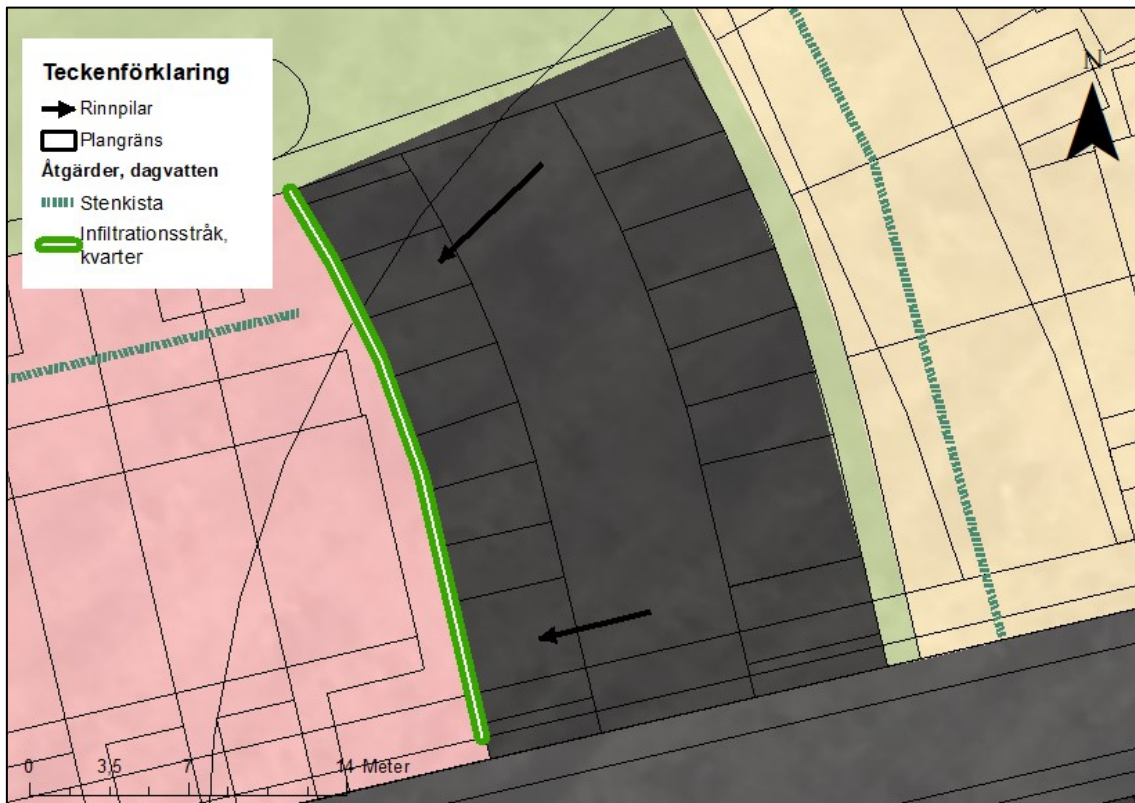 Teckenförklaring
Rinnpilar
Plangräns
Åtgärder, dagvatten
Stenkista
Infiltrationsstråk,
kvarter
N
0 3,5 7 14 Meter